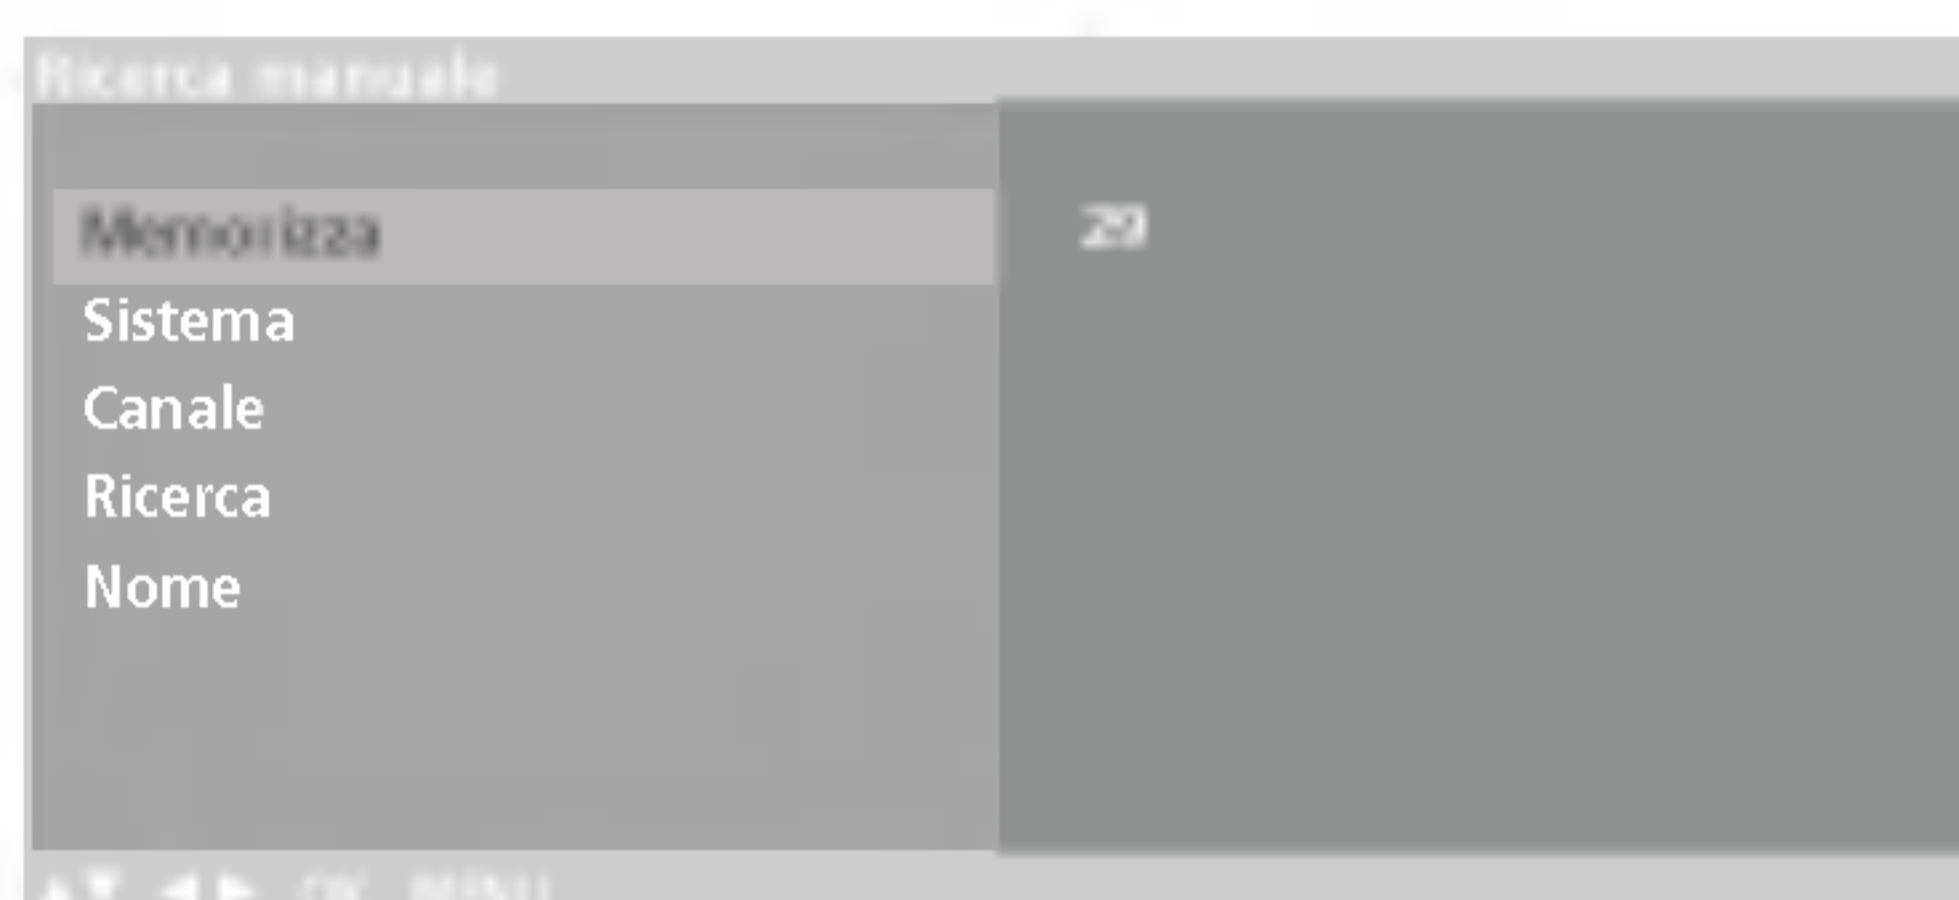 Ricerca manuale
Memorizza 29
Sistema
Canale
Ricerca
Nome
▲▼ ◀ ▶ OK MENU